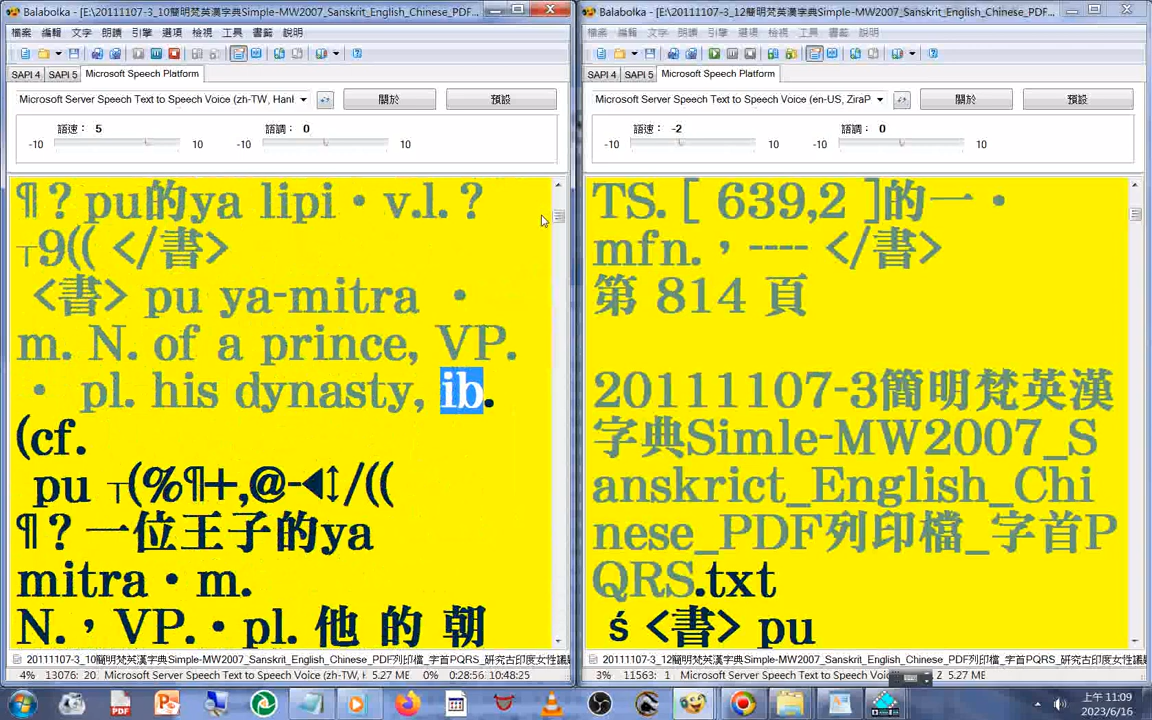 Balabolka - [E:\20111107-3_10簡明梵英漢字典Simple-MW2007_Sanskrit_English_Chinese_PDF...
檔案 編輯 文字 朗讀 引擎 選項 檢視 工具 書籤 說明
SAPI 4 SAPI 5 Microsoft Speech Platform
Microsoft Server Speech Text to Speech Voice (zh-TW, HanH 關於 預設
語速： 5 語調： 0
-10 10 -10 10
¶？pu的ya lipi・v.l.？
┬9(( </書>
<書> pu ya-mitra ・
m. N. of a prince, VP.
・ pl. his dynasty, ib.
(cf.
pu ┬(%¶+,@-◀↕/((
¶？一位王子的ya
mitra・m.
N.，VP.・pl. 他 的 朝
20111107-3_10簡明梵英漢字典Simple-MW2007_Sanskrit_English_Chinese_PDF列印檔_字首PQRS_研究古印度女性議
4% 13076: 20 Microsoft Server Speech Text to Speech Voice (zh-TW, H 5.27 MB 0% 0:28:56 10:48:25
Balabolka - [E:\20111107-3_12簡明梵英漢字典Simple-MW2007_Sanskrit_English_Chinese_PDF...
檔案 編輯 文字 朗讀 引擎 選項 檢視 工具 書籤 說明
SAPI 4 SAPI 5 Microsoft Speech Platform
Microsoft Server Speech Text to Speech Voice (en-US, ZiraP 關於 預設
語速： -2 語調： 0
-10 10 -10 10
TS. [ 639,2 ]的一・
mfn.，---- </書>
第 814 頁
20111107-3簡明梵英漢
字典Simle-MW2007_S
anskrict_English_Chi
nese_PDF列印檔_字首P
QRS.txt
ś <書> pu
20111107-3_12簡明梵英漢字典Simple-MW2007_Sanskrit_English_Chinese_PDF列印檔_字首PQRS_研究古印度女性議
3% 11563: 1 Microsoft Server Speech Text to Speech Voice 5.27 MB
上午 11:09
2023/6/16